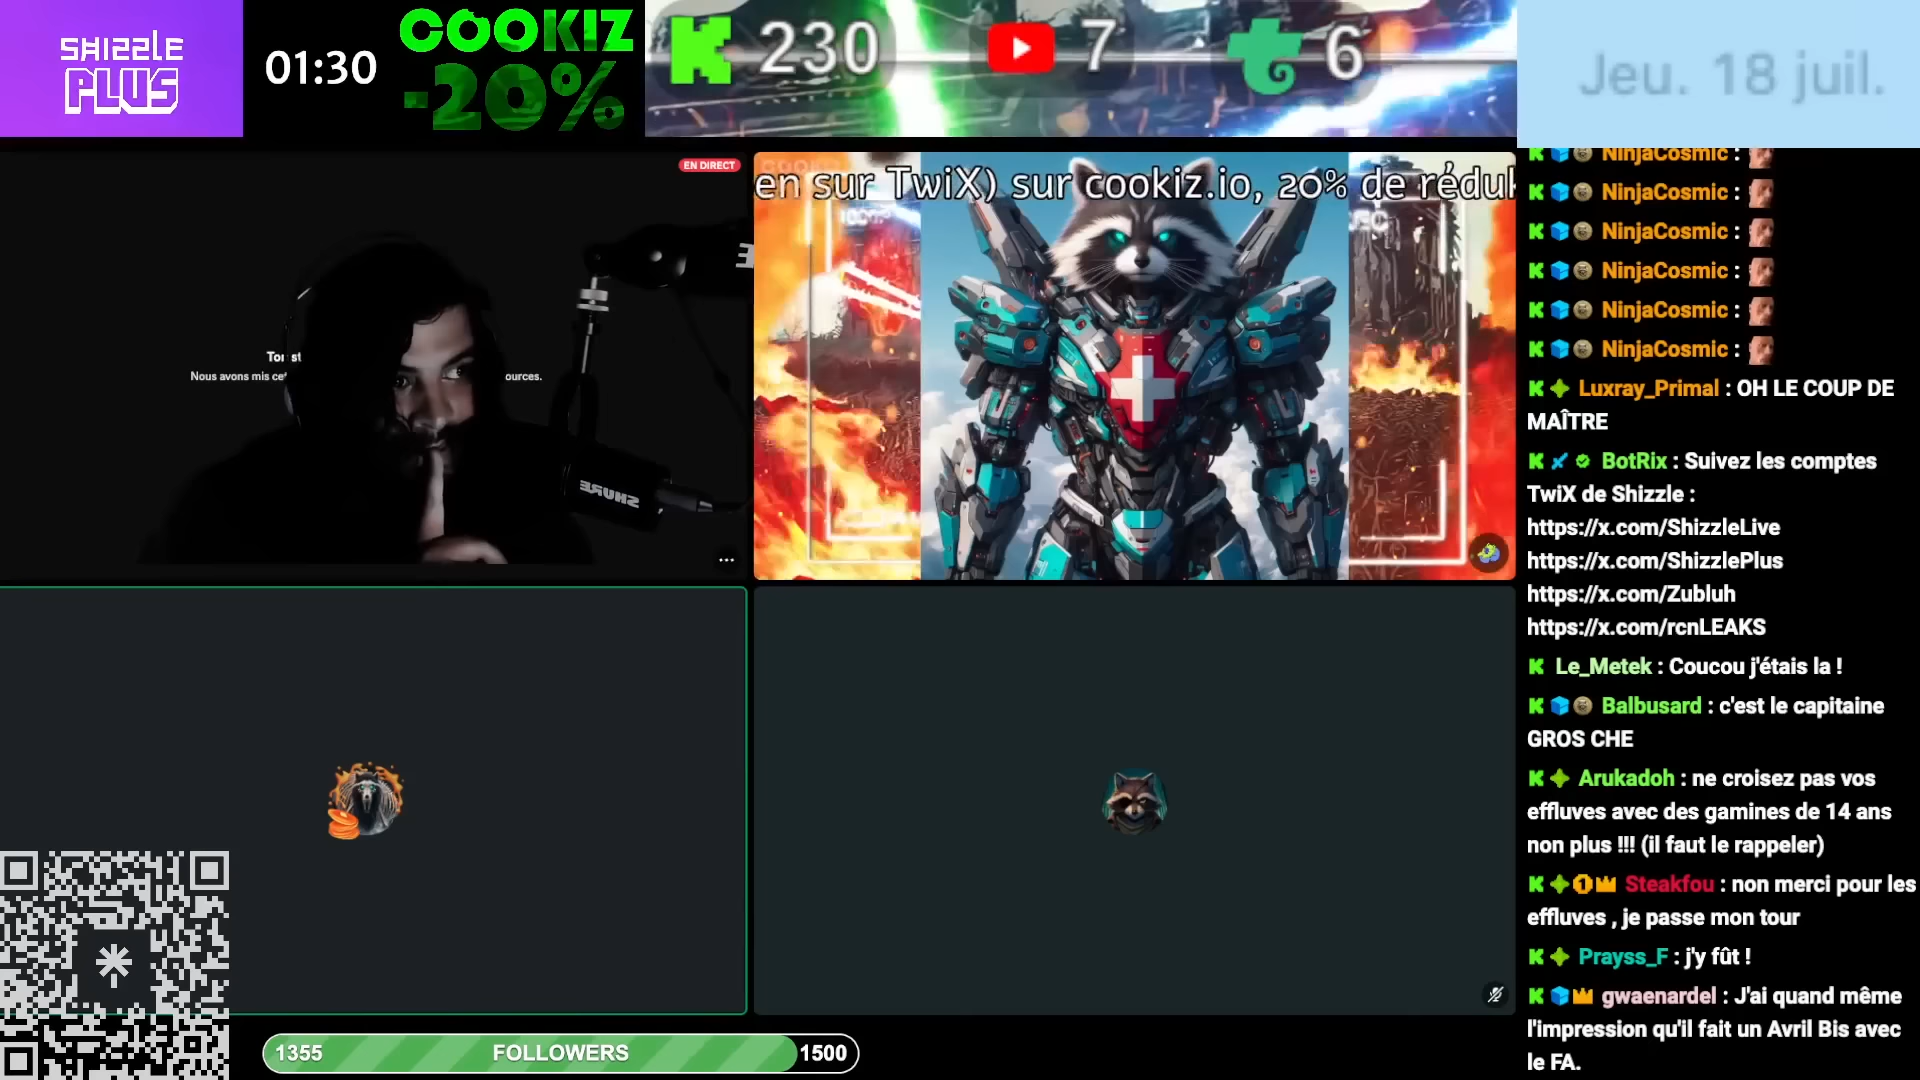 SHIZZLE
PLUS
01:30
COOKIZ
-20%
230
7
6
Jeu. 18 juil.
EN DIRECT
en sur TwiX) sur cookiz.io, 20% de réduk
Nous avons mis
SHURE
NinjaCosmic :
NinjaCosmic :
NinjaCosmic :
NinjaCosmic :
NinjaCosmic :
NinjaCosmic :
Luxray_Primal : OH LE COUP DE
MAÎTRE
BotRix : Suivez les comptes
TwiX de Shizzle :
https://x.com/ShizzleLive
https://x.com/ShizzlePlus
https://x.com/Zubluh
https://x.com/rcnLEAKS
Le_Metek : Coucou j'étais la !
Balbusard : c'est le capitaine
GROS CHE
Arukadoh : ne croisez pas vos
effluves avec des gamines de 14 ans
non plus !!! (il faut le rappeler)
Steakfou : non merci pour les
effluves , je passe mon tour
Prayss_F : j'y fût !
gwaenardel : J'ai quand même
l'impression qu'il fait un Avril Bis avec
le FA.
1355 FOLLOWERS 1500